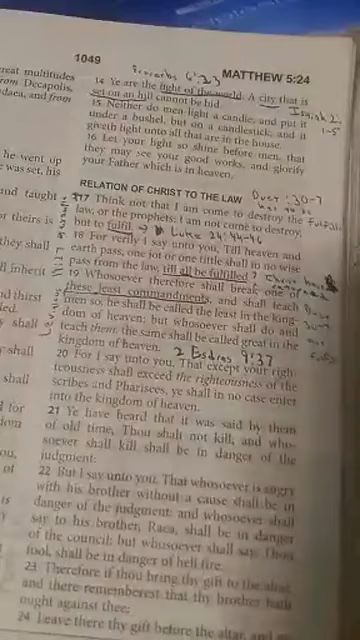 1049
MATTHEW 5:24
Proverbs 6:23
reat multitudes
rom Decapolis,
daea, and from
he went up
was set, his
and taught
r theirs is
they shall
inherit
nd thirst
shall
shall
shall
for
14 Ye are the light of the world. A city that is
set on an hill cannot be hid.
Isaiah 2:
1-5
15 Neither do men light a candle, and put it
under a bushel, but on a candlestick; and it
giveth light unto all that are in the house.
16 Let your light so shine before men, that
they may see your good works, and glorify
your Father which is in heaven.
RELATION OF CHRIST TO THE LAW
17 Think not that I am come to destroy the
law, or the prophets: I am not come to destroy,
but to fulfil.
Luke 24:44-46
18 For verily I say unto you, Till heaven and
earth pass, one jot or one tittle shall in no wise
pass from the law, till all be fulfilled.
19 Whosoever therefore shall break one of
these least commandments, and shall teach
men so, he shall be called the least in the king-
dom of heaven: but whosoever shall do and
teach them, the same shall be called great in the
kingdom of heaven.
2 Esdras 9:37
20 For I say unto you, That except your righ-
teousness shall exceed the righteousness of the
scribes and Pharisees, ye shall in no case enter
into the kingdom of heaven.
21 Ye have heard that it was said by them
of old time, Thou shalt not kill; and who-
soever shall kill shall be in danger of the
judgment:
22 But I say unto you, That whosoever is angry
with his brother without a cause shall be in
danger of the judgment: and whosoever shall
say to his brother, Raca, shall be in danger
of the council: but whosoever shall say, Thou
fool, shall be in danger of hell fire.
23 Therefore if thou bring thy gift to the altar,
and there rememberest that thy brother hath
ought against thee;
24 Leave there thy gift before the altar, and